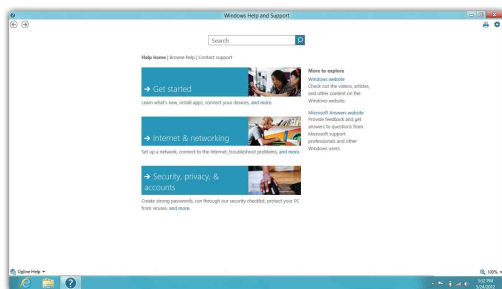 Windows Help and Support
Search
Help home | Browse help | Contact support
→ Get started
Learn what's new, install apps, connect your devices, and more.
→ Internet & networking
Set up a network, connect to the Internet, troubleshoot problems, and more.
→ Security, privacy, &
accounts
Create strong passwords, run through our security checklist, protect your PC
from viruses, and more.
More to explore
Windows website
Check out the videos, articles,
and other content on the
Windows website.
Microsoft Answers website
Provide feedback and get
answers to questions from
Microsoft support
professionals and other
Windows users.
Online Help
100%
5/24/2012